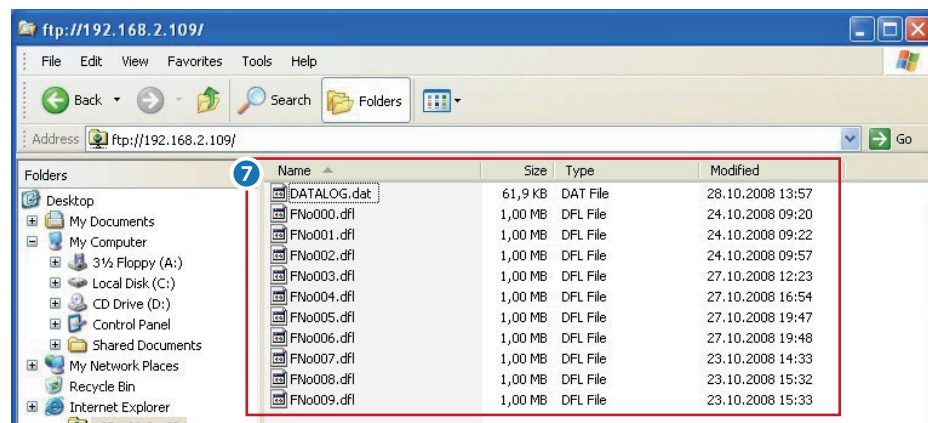 ftp://192.168.2.109/
File Edit View Favorites Tools Help
Back Search Folders
Address ftp://192.168.2.109/ Go
Folders
7
Name Size Type Modified
Desktop
My Documents
My Computer
3½ Floppy (A:)
Local Disk (C:)
CD Drive (D:)
Control Panel
Shared Documents
My Network Places
Recycle Bin
Internet Explorer
DATALOG.dat 61,9 KB DAT File 28.10.2008 13:57
FNo000.dfl 1,00 MB DFL File 24.10.2008 09:20
FNo001.dfl 1,00 MB DFL File 24.10.2008 09:22
FNo002.dfl 1,00 MB DFL File 24.10.2008 09:57
FNo003.dfl 1,00 MB DFL File 27.10.2008 12:23
FNo004.dfl 1,00 MB DFL File 27.10.2008 16:54
FNo005.dfl 1,00 MB DFL File 27.10.2008 19:47
FNo006.dfl 1,00 MB DFL File 27.10.2008 19:48
FNo007.dfl 1,00 MB DFL File 23.10.2008 14:33
FNo008.dfl 1,00 MB DFL File 23.10.2008 15:32
FNo009.dfl 1,00 MB DFL File 23.10.2008 15:33